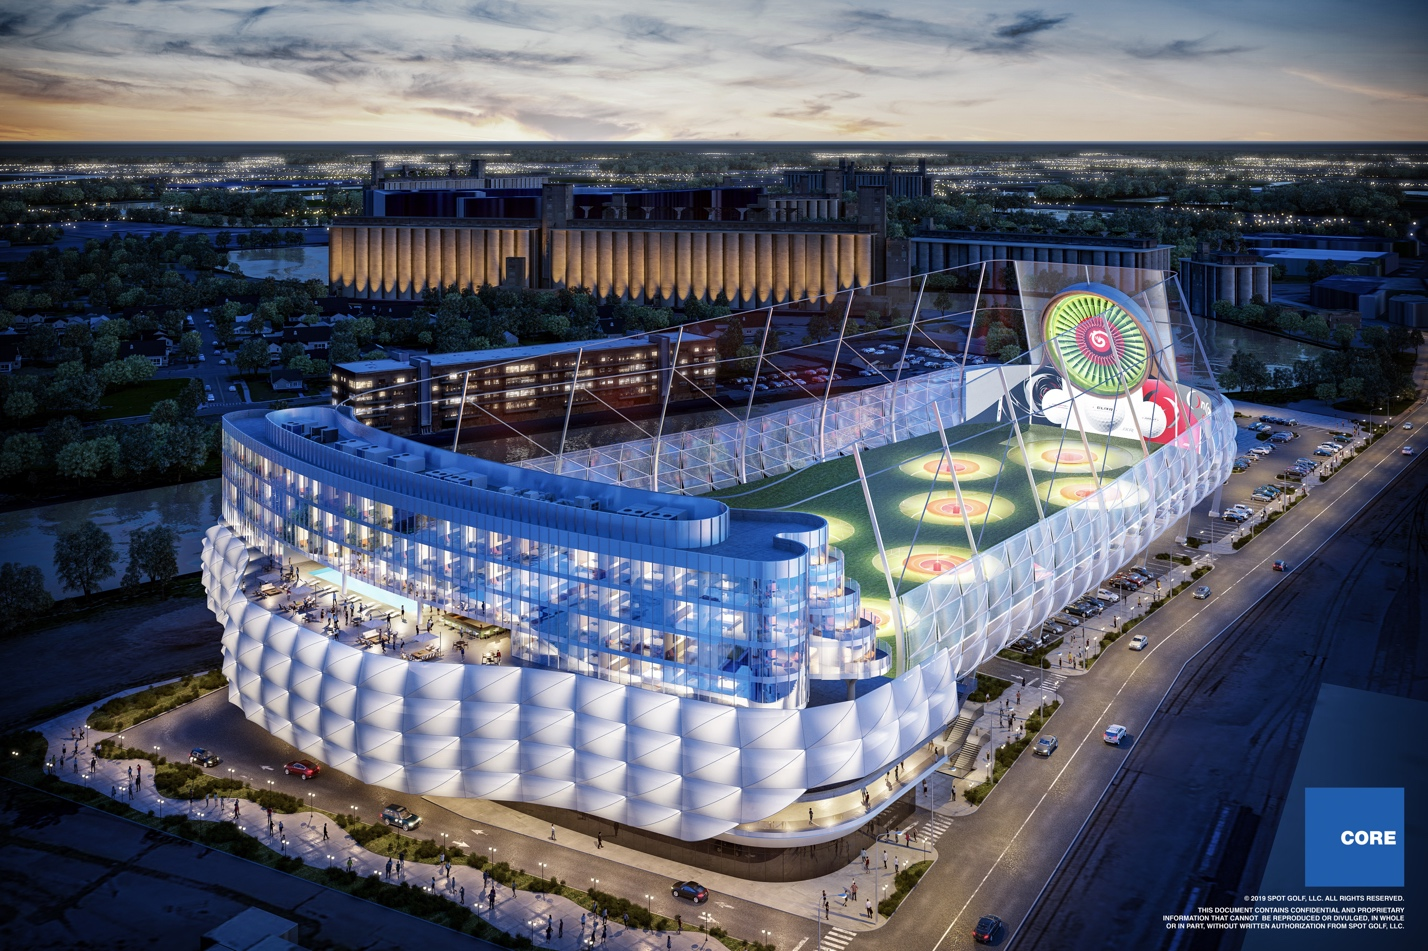 CORE
© 2019 SPOT GOLF, LLC. ALL RIGHTS RESERVED.
THIS DOCUMENT CONTAINS CONFIDENTIAL AND PROPRIETARY
INFORMATION THAT CANNOT BE REPRODUCED OR DIVULGED, IN WHOLE
OR IN PART, WITHOUT WRITTEN AUTHORIZATION FROM SPOT GOLF, LLC.